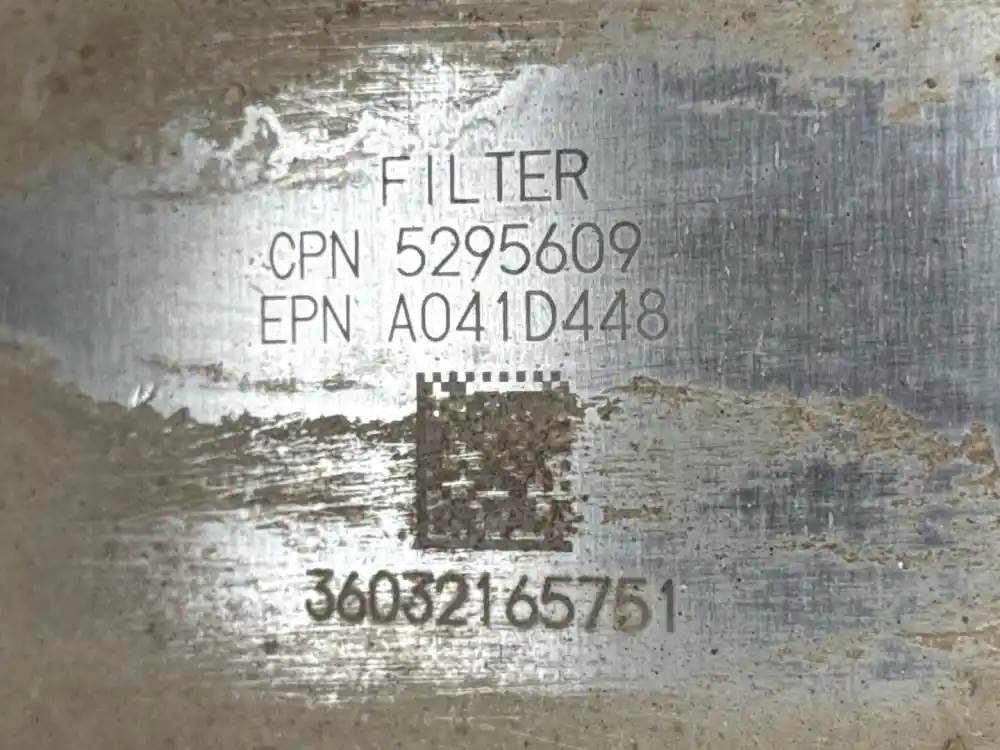 FILTER
CPN 5295609
EPN A041D448
36032165751